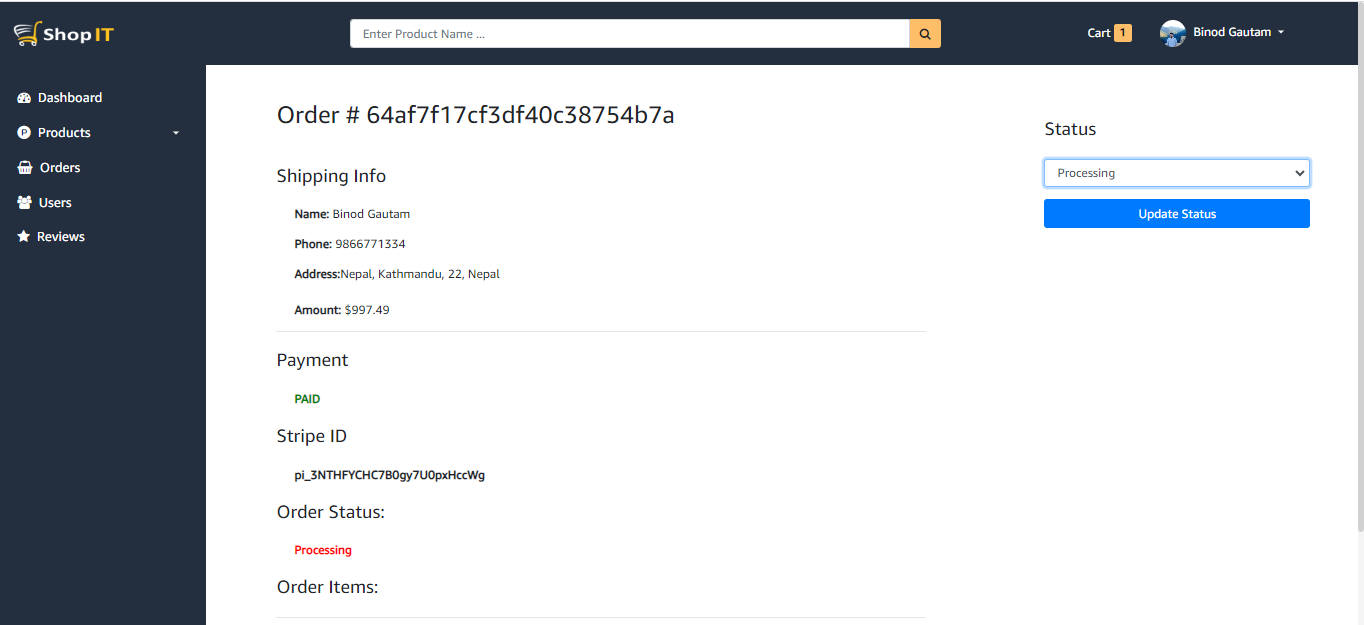 ShopIT
Enter Product Name ...
Cart 1
Binod Gautam
Dashboard
Products
Orders
Users
Reviews
Order # 64af7f17cf3df40c38754b7a
Shipping Info
Name: Binod Gautam
Phone: 9866771334
Address:Nepal, Kathmandu, 22, Nepal
Amount: $997.49
Payment
PAID
Stripe ID
pi_3NTHFYCHC7B0gy7U0pxHccWg
Order Status:
Processing
Order Items:
Status
Processing
Update Status